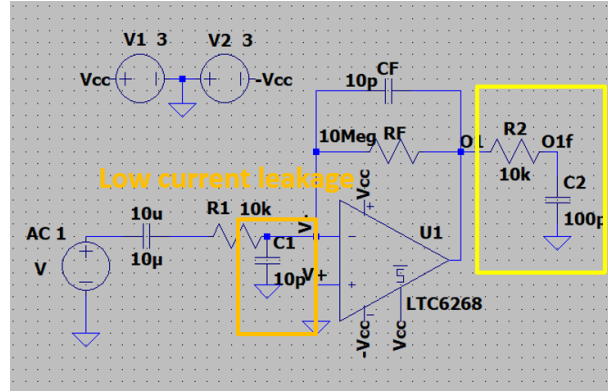 V1 3
V2 3
Vcc
-Vcc
CF
10p
10Meg
RF
O1
R2
O1f
10k
C2
100p
Low current leakage
Vcc
10u
R1
10k
V-
U1
AC 1
V
10µ
C1
10p
V+
LTC6268
-Vcc
Vcc